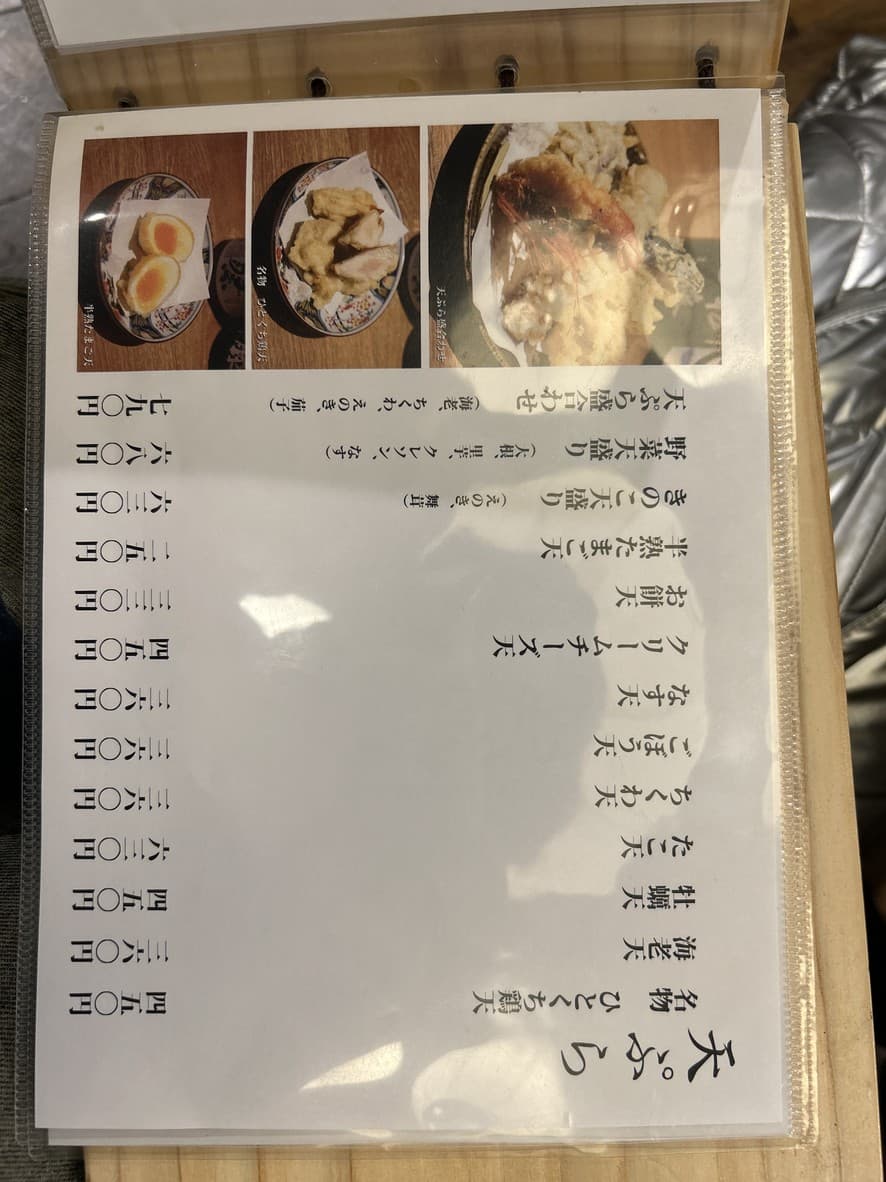 天ぷら
名物 ひとくち鶏天 四五〇円
海老天 三六〇円
牡蠣天 四五〇円
たこ天 六三〇円
ちくわ天 三六〇円
ごぼう天 三六〇円
なす天 三六〇円
クリームチーズ天 四五〇円
お餅天 三三〇円
半熟たまご天 二五〇円
きのこ天盛り（えのき、舞茸） 六三〇円
野菜天盛り（大根、里芋、クレソン、なす） 六八〇円
天ぷら盛合わせ（海老、ちくわ、えのき、茄子） 七九〇円
天ぷら盛合わせ
名物 ひとくち鶏天
半熟たまご天